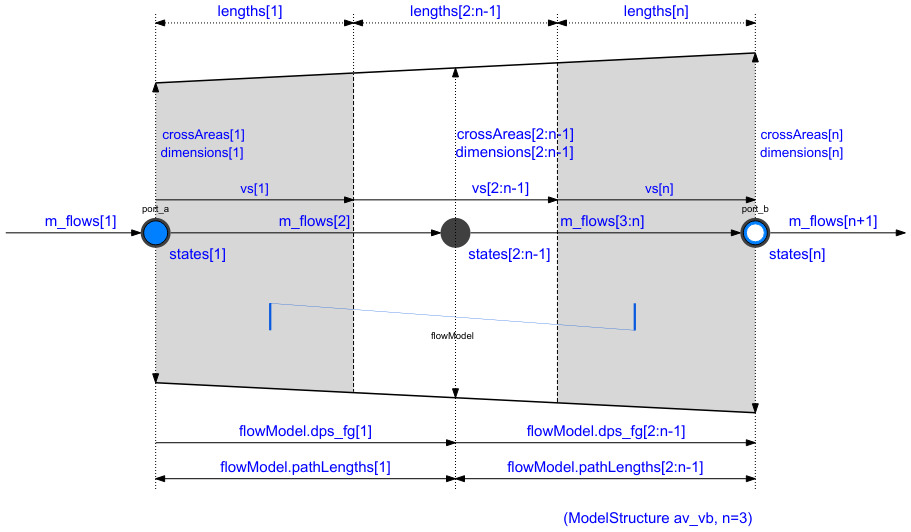 lengths[1]
lengths[2:n-1]
lengths[n]
crossAreas[1]
dimensions[1]
crossAreas[2:n-1]
dimensions[2:n-1]
crossAreas[n]
dimensions[n]
vs[1]
vs[2:n-1]
vs[n]
port_a
port_b
m_flows[1]
m_flows[2]
m_flows[3:n]
m_flows[n+1]
states[1]
states[2:n-1]
states[n]
flowModel
flowModel.dps_fg[1]
flowModel.dps_fg[2:n-1]
flowModel.pathLengths[1]
flowModel.pathLengths[2:n-1]
(ModelStructure av_vb, n=3)